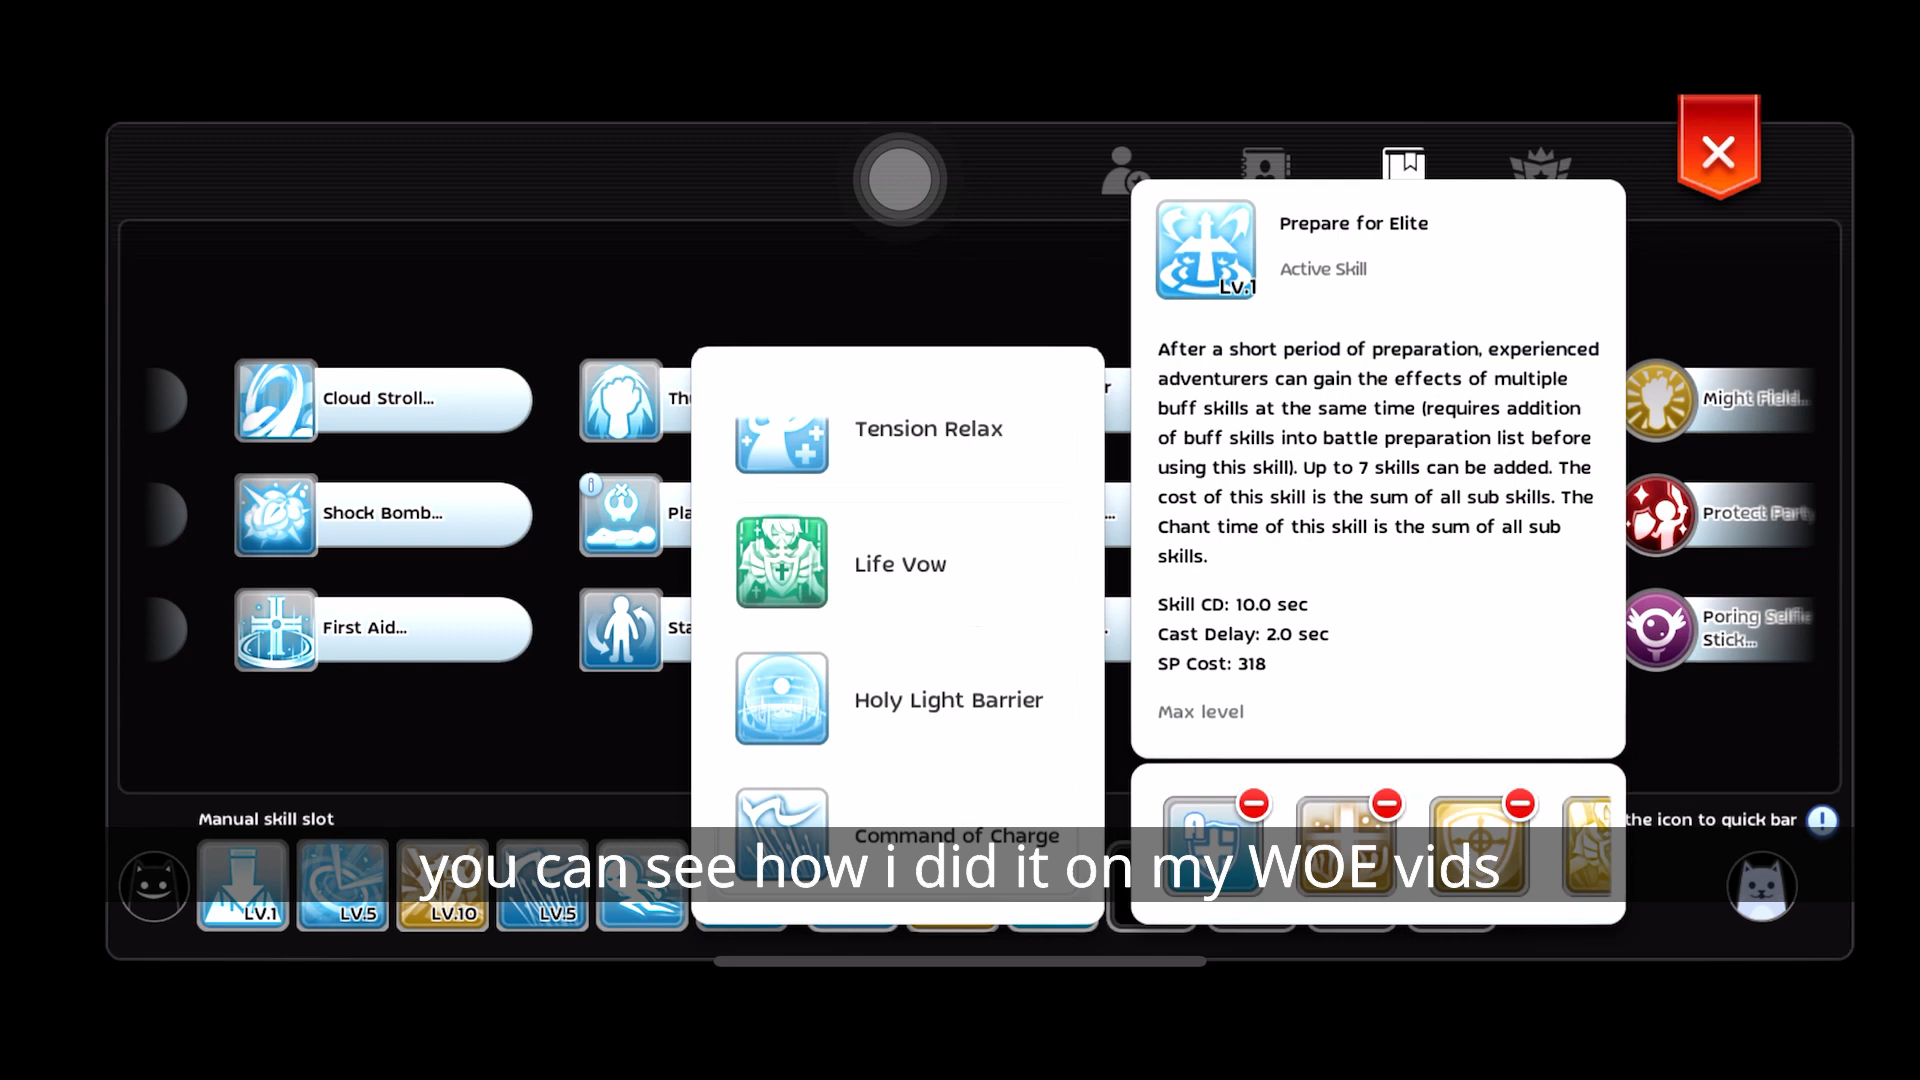 Prepare for Elite
Active Skill
Lv.1
After a short period of preparation, experienced
adventurers can gain the effects of multiple
buff skills at the same time (requires addition
of buff skills into battle preparation list before
using this skill). Up to 7 skills can be added. The
cost of this skill is the sum of all sub skills. The
Chant time of this skill is the sum of all sub
skills.
Skill CD: 10.0 sec
Cast Delay: 2.0 sec
SP Cost: 318
Max level
Cloud Stroll...
Shock Bomb...
First Aid...
Tension Relax
Life Vow
Holy Light Barrier
Command of Charge
Might Field...
Protect Party
Poring Selfie
Stick...
Manual skill slot
the icon to quick bar
LV.1
LV.5
LV.10
LV.5
you can see how i did it on my WOE vids